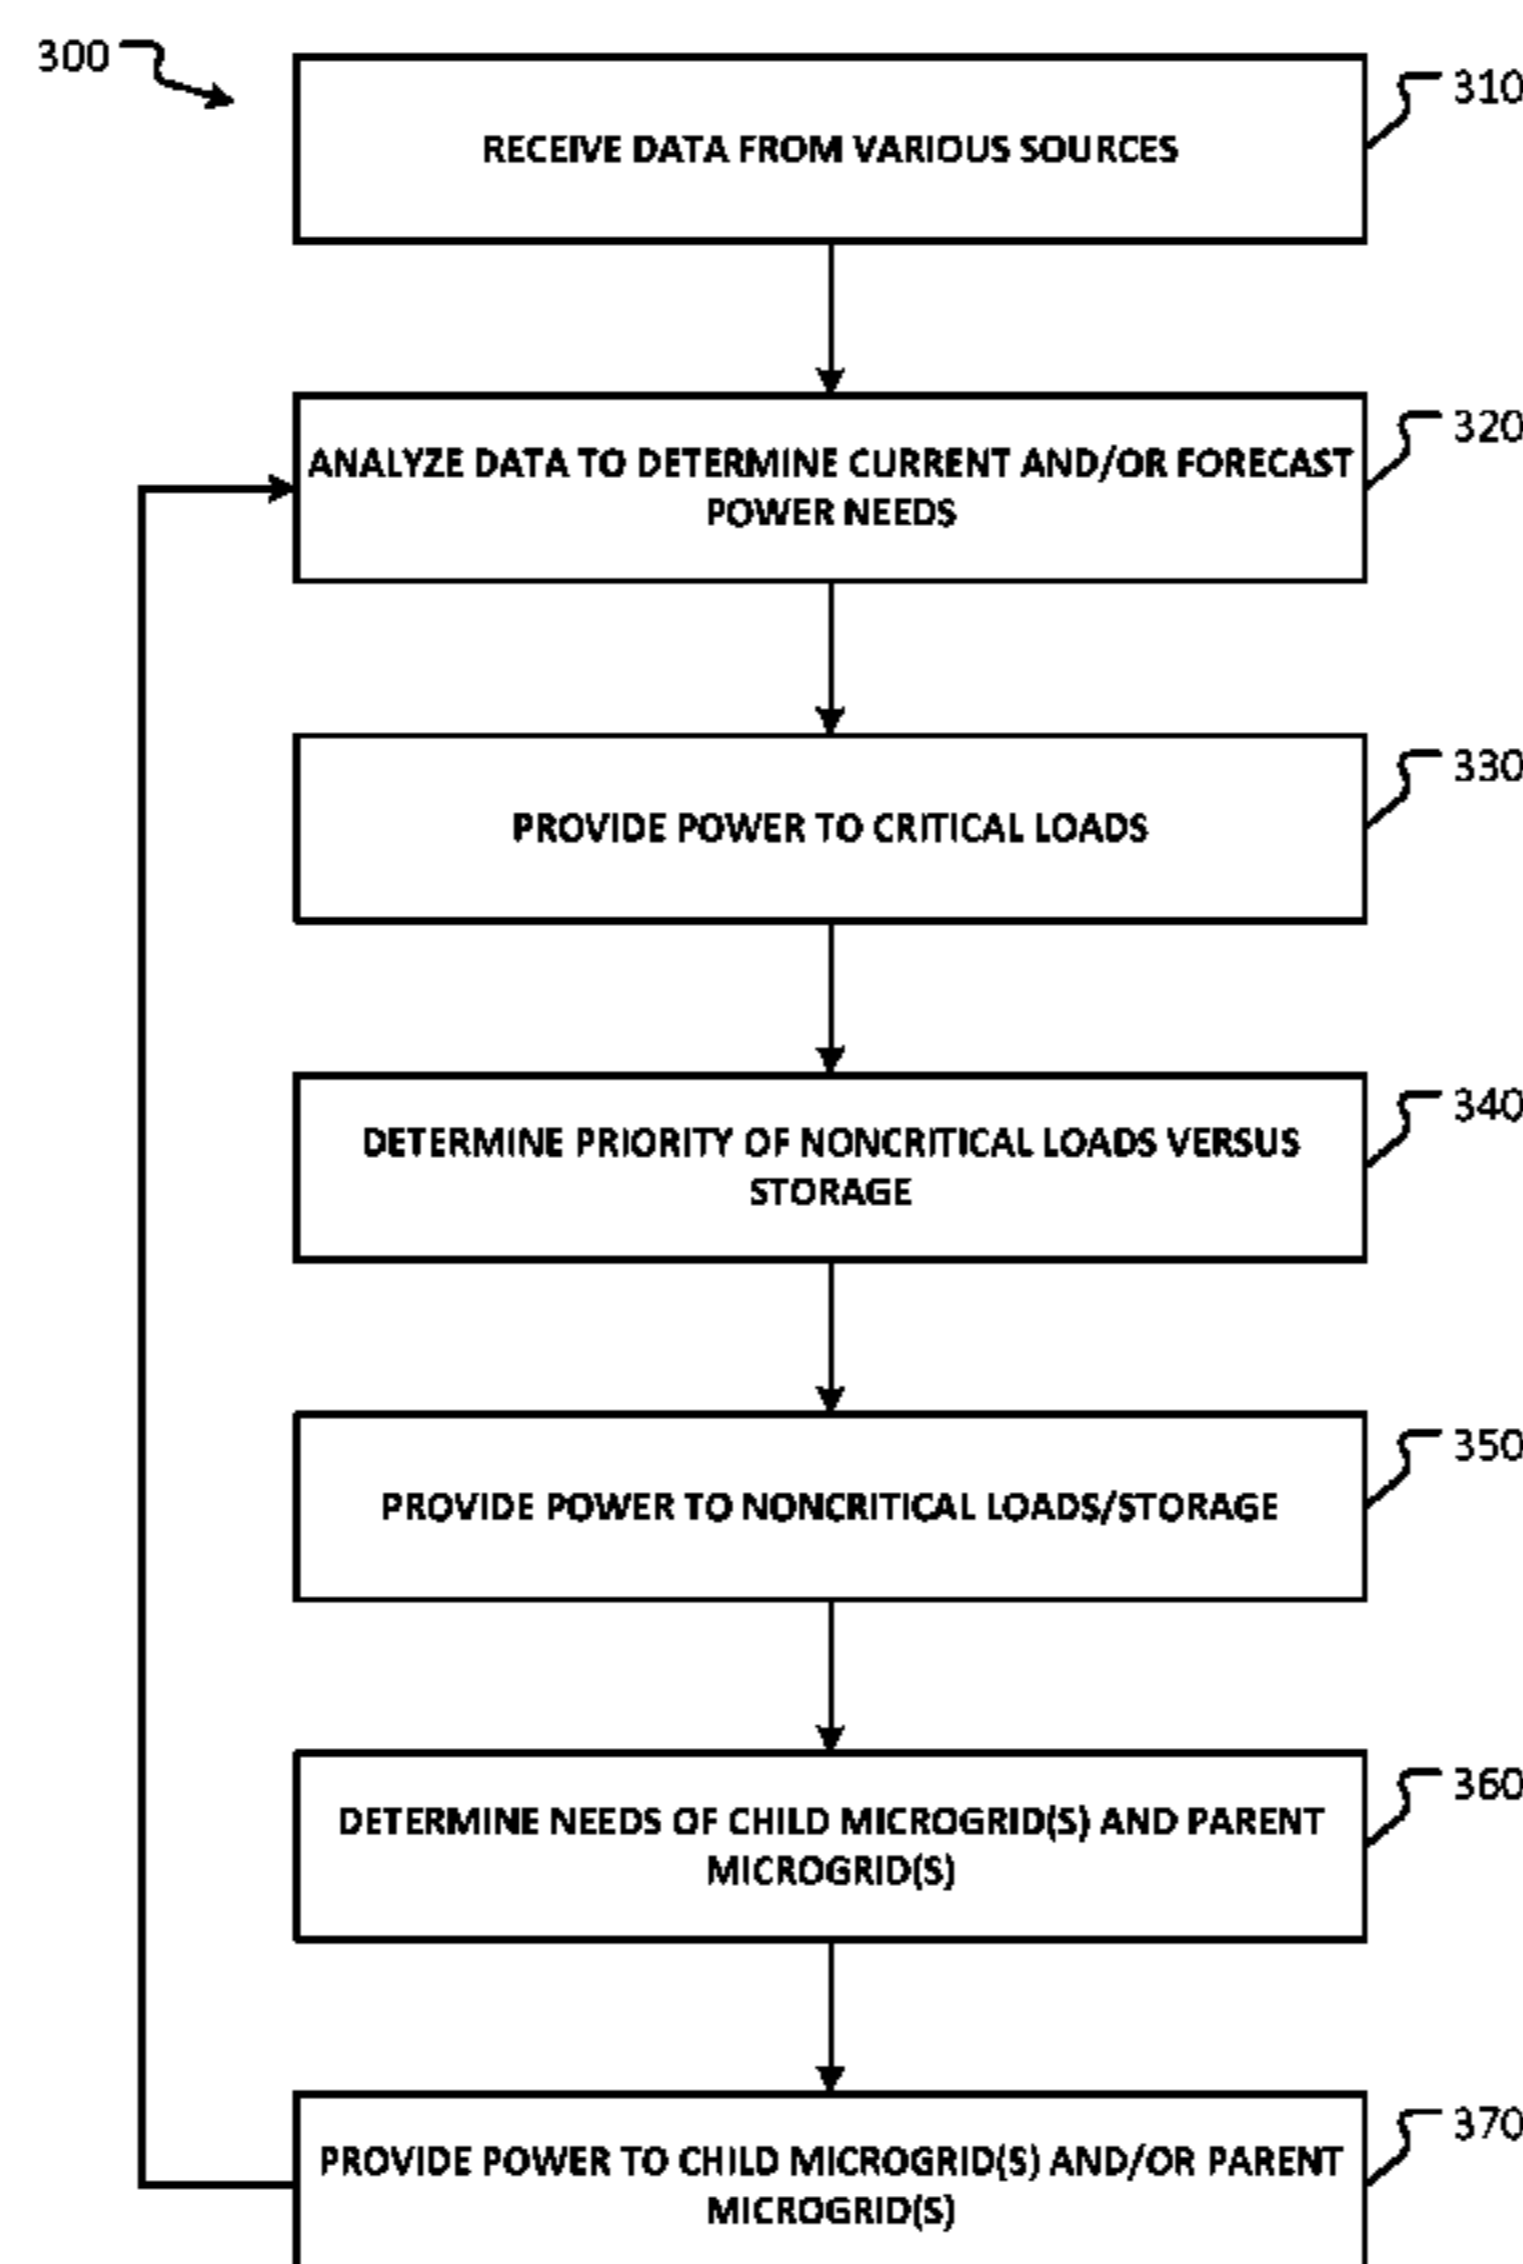 300
310
RECEIVE DATA FROM VARIOUS SOURCES
320
ANALYZE DATA TO DETERMINE CURRENT AND/OR FORECAST
POWER NEEDS
330
PROVIDE POWER TO CRITICAL LOADS
340
DETERMINE PRIORITY OF NONCRITICAL LOADS VERSUS
STORAGE
350
PROVIDE POWER TO NONCRITICAL LOADS/STORAGE
360
DETERMINE NEEDS OF CHILD MICROGRID(S) AND PARENT
MICROGRID(S)
370
PROVIDE POWER TO CHILD MICROGRID(S) AND/OR PARENT
MICROGRID(S)